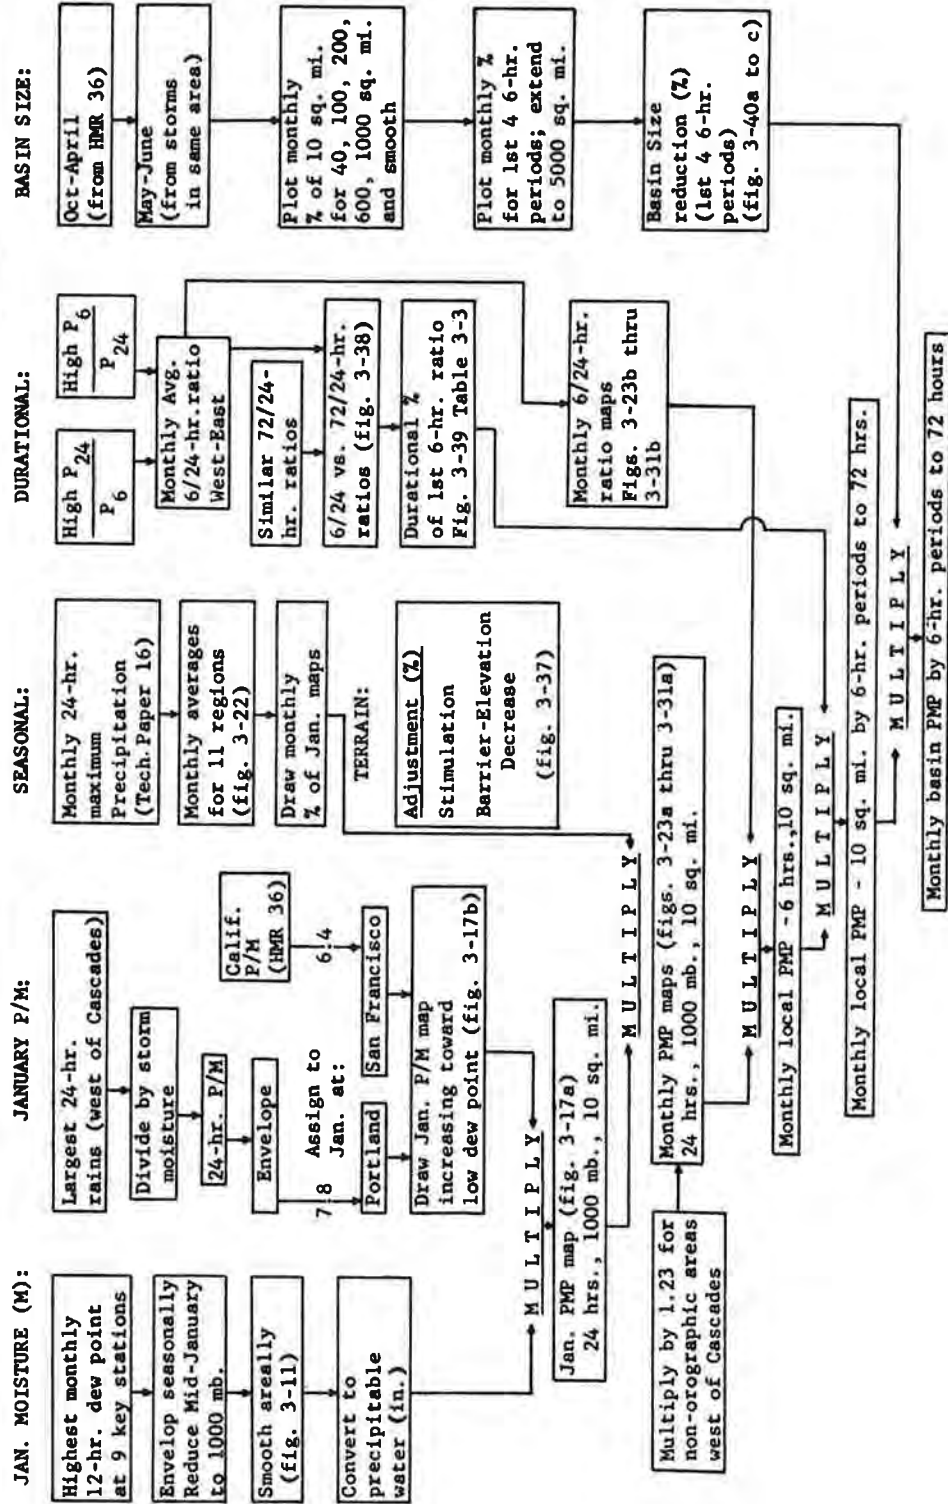 JAN. MOISTURE (M):
Highest monthly
12-hr. dew point
at 9 key stations
Envelop seasonally
Reduce Mid-January
to 1000 mb.
Smooth areally
(fig. 3-11)
Convert to
precipitable
water (in.)
JANUARY P/M:
Largest 24-hr.
rains (west of Cascades)
Divide by storm
moisture
24-hr. P/M
Envelope
Calif.
P/M
(HMR 36)
7.8
Assign to
Jan. at:
6.4
Portland
San Francisco
Draw Jan. P/M map
increasing toward
low dew point (fig. 3-17b)
MULTIPLY
Jan. PMP map (fig. 3-17a)
24 hrs., 1000 mb., 10 sq. mi.
SEASONAL:
Monthly 24-hr.
maximum
Precipitation
(Tech.Paper 16)
Monthly averages
for 11 regions
(fig. 3-22)
Draw monthly
% of Jan. maps
TERRAIN:
Adjustment (%)
Stimulation
Barrier-Elevation
Decrease
(fig. 3-37)
MULTIPLY
Multiply by 1.23 for
non-orographic areas
west of Cascades
Monthly PMP maps (figs. 3-23a thru 3-31a)
24 hrs., 1000 mb., 10 sq. mi.
DURATIONAL:
High P24
P6
High P6
P24
Monthly Avg.
6/24-hr.ratio
West-East
Similar 72/24-
hr. ratios
6/24 vs. 72/24-hr.
ratios (fig. 3-38)
Durational %
of 1st 6-hr. ratio
Fig. 3-39 Table 3-3
Monthly 6/24-hr.
ratio maps
Figs. 3-23b thru
3-31b
MULTIPLY
Monthly local PMP -6 hrs.,10 sq. mi.
MULTIPLY
Monthly local PMP - 10 sq. mi. by 6-hr. periods to 72 hrs.
BASIN SIZE:
Oct-April
(from HMR 36)
May-June
(from storms
in same area)
Plot monthly
% of 10 sq. mi.
for 40, 100, 200,
600, 1000 sq. mi.
and smooth
Plot monthly %
for 1st 4 6-hr.
periods; extend
to 5000 sq. mi.
Basin Size
reduction (%)
(1st 4 6-hr.
periods)
(fig. 3-40a to c)
MULTIPLY
Monthly basin PMP by 6-hr. periods to 72 hours